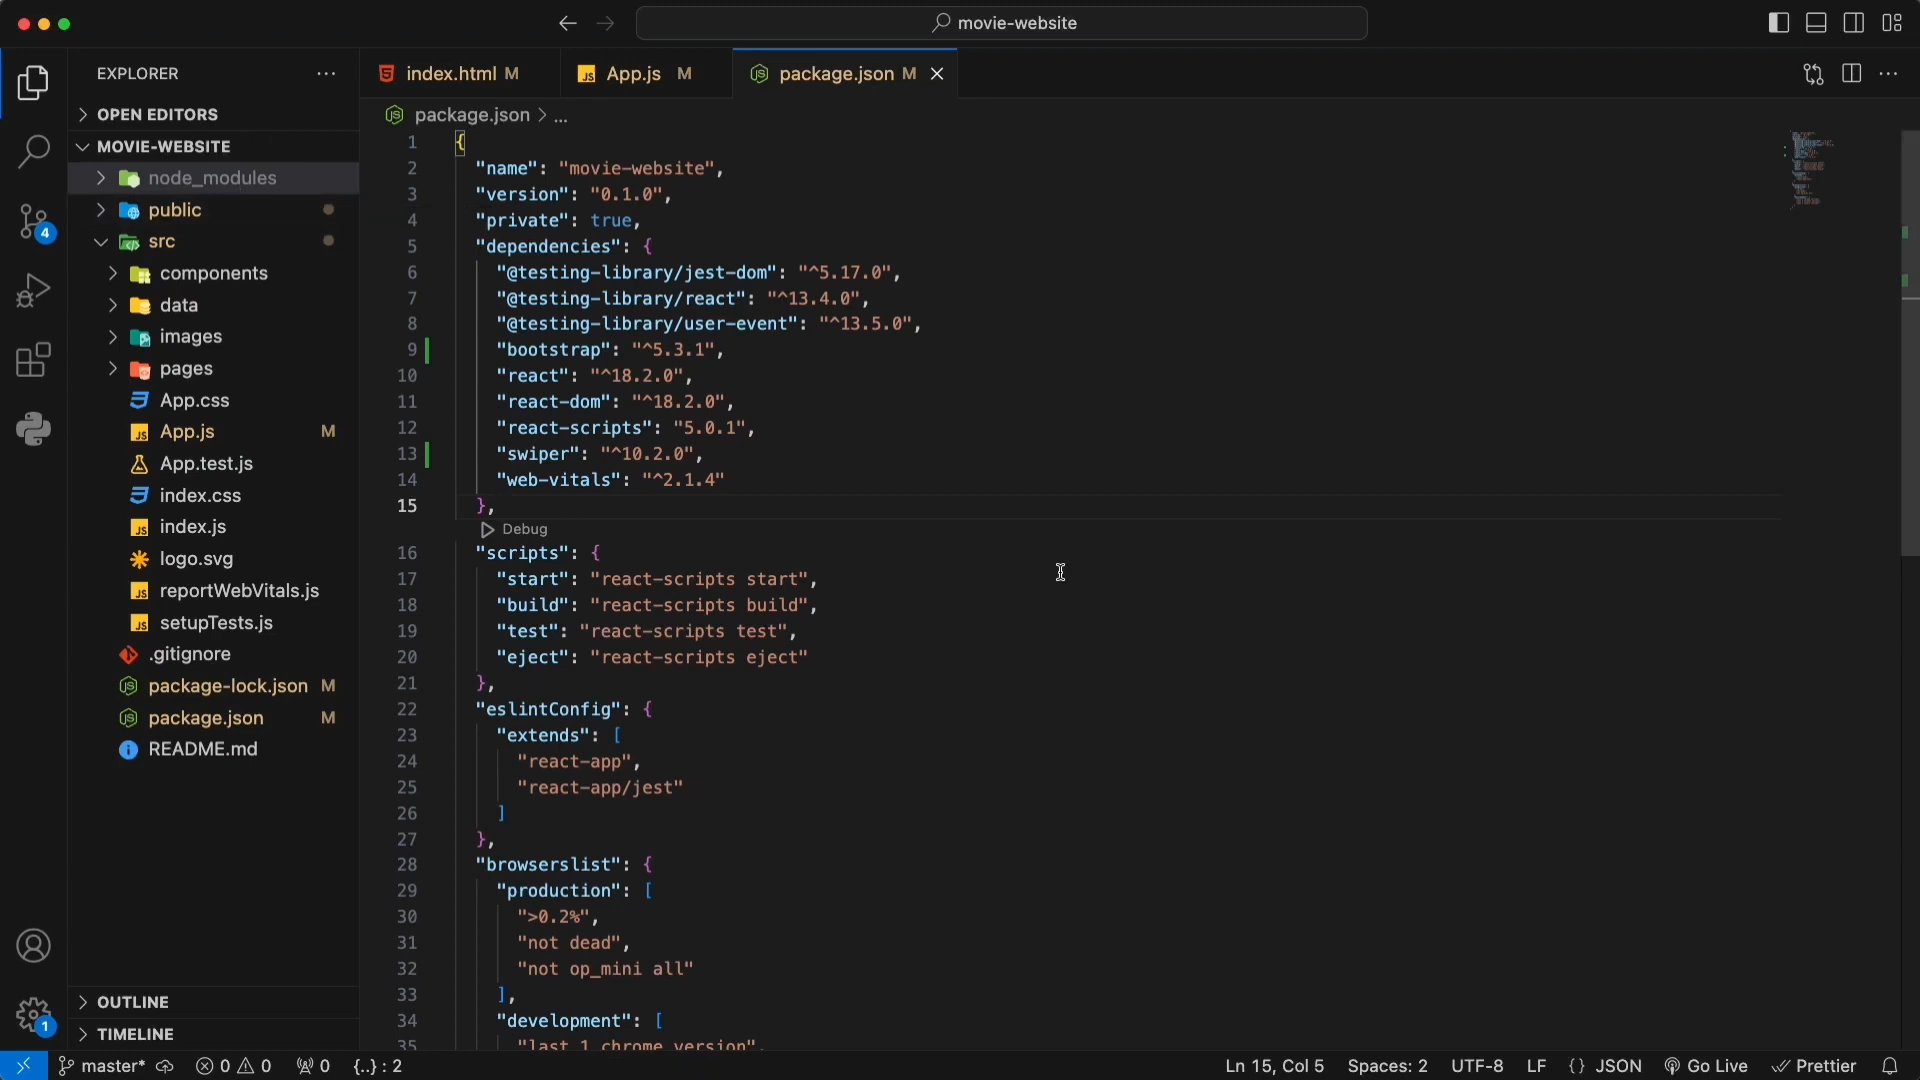 movie-website
EXPLORER
OPEN EDITORS
MOVIE-WEBSITE
node_modules
public
src
components
data
images
pages
App.css
App.js M
App.test.js
index.css
index.js
logo.svg
reportWebVitals.js
setupTests.js
.gitignore
package-lock.json M
package.json M
README.md
OUTLINE
TIMELINE
4
1
index.html M
App.js M
package.json M
package.json > ...
1 {
2 "name": "movie-website",
3 "version": "0.1.0",
4 "private": true,
5 "dependencies": {
6 "@testing-library/jest-dom": "^5.17.0",
7 "@testing-library/react": "^13.4.0",
8 "@testing-library/user-event": "^13.5.0",
9 "bootstrap": "^5.3.1",
10 "react": "^18.2.0",
11 "react-dom": "^18.2.0",
12 "react-scripts": "5.0.1",
13 "swiper": "^10.2.0",
14 "web-vitals": "^2.1.4"
15 },
Debug
16 "scripts": {
17 "start": "react-scripts start",
18 "build": "react-scripts build",
19 "test": "react-scripts test",
20 "eject": "react-scripts eject"
21 },
22 "eslintConfig": {
23 "extends": [
24 "react-app",
25 "react-app/jest"
26 ]
27 },
28 "browserslist": {
29 "production": [
30 ">0.2%",
31 "not dead",
32 "not op_mini all"
33 ],
34 "development": [
35 "last 1 chrome version",
master* 0 0 0 {..} : 2 Ln 15, Col 5 Spaces: 2 UTF-8 LF {} JSON Go Live Prettier